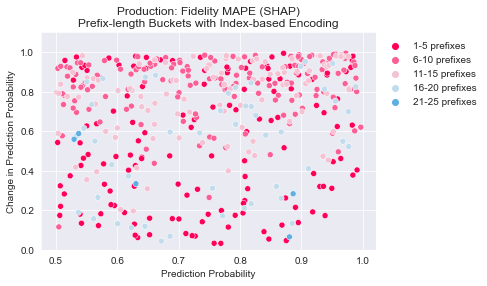 Production: Fidelity MAPE (SHAP)
Prefix-length Buckets with Index-based Encoding
Change in Prediction Probability
1.0
0.8
0.6
0.4
0.2
0.0
0.5 0.6 0.7 0.8 0.9 1.0
Prediction Probability
1-5 prefixes
6-10 prefixes
11-15 prefixes
16-20 prefixes
21-25 prefixes